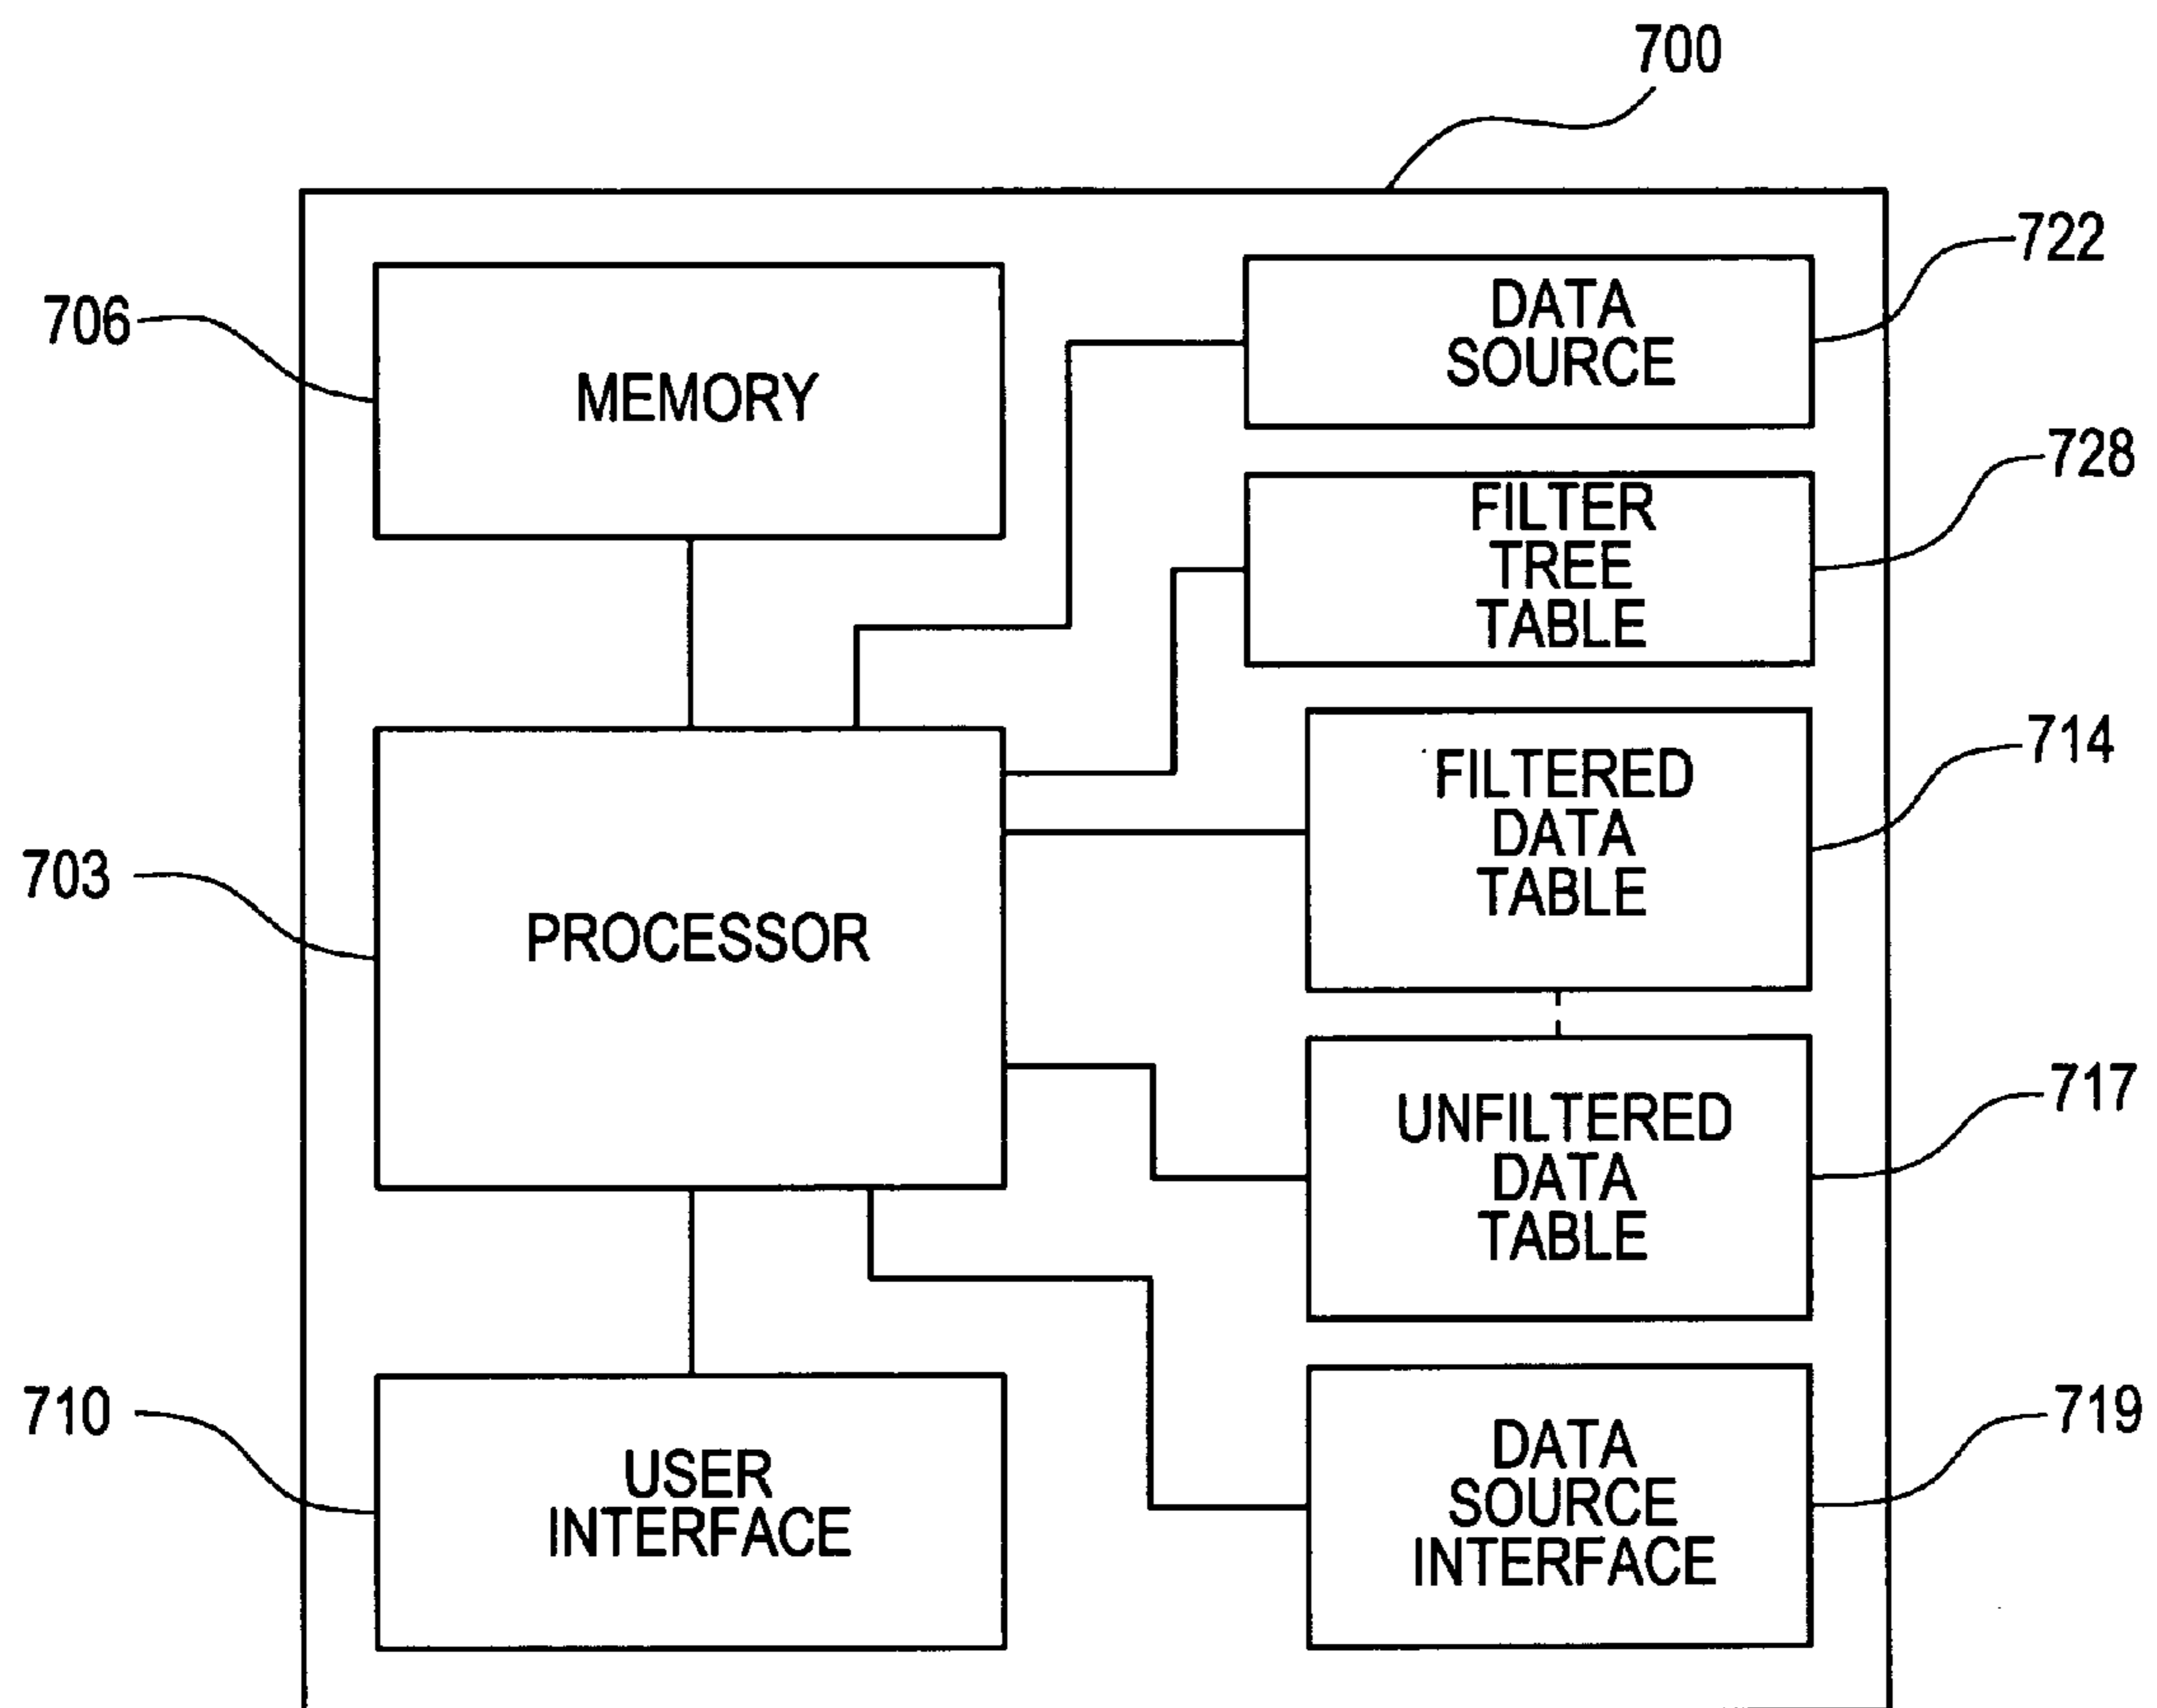 700
722
DATA
SOURCE
706
MEMORY
728
FILTER
TREE
TABLE
714
FILTERED
DATA
TABLE
703
PROCESSOR
717
UNFILTERED
DATA
TABLE
710
USER
INTERFACE
719
DATA
SOURCE
INTERFACE